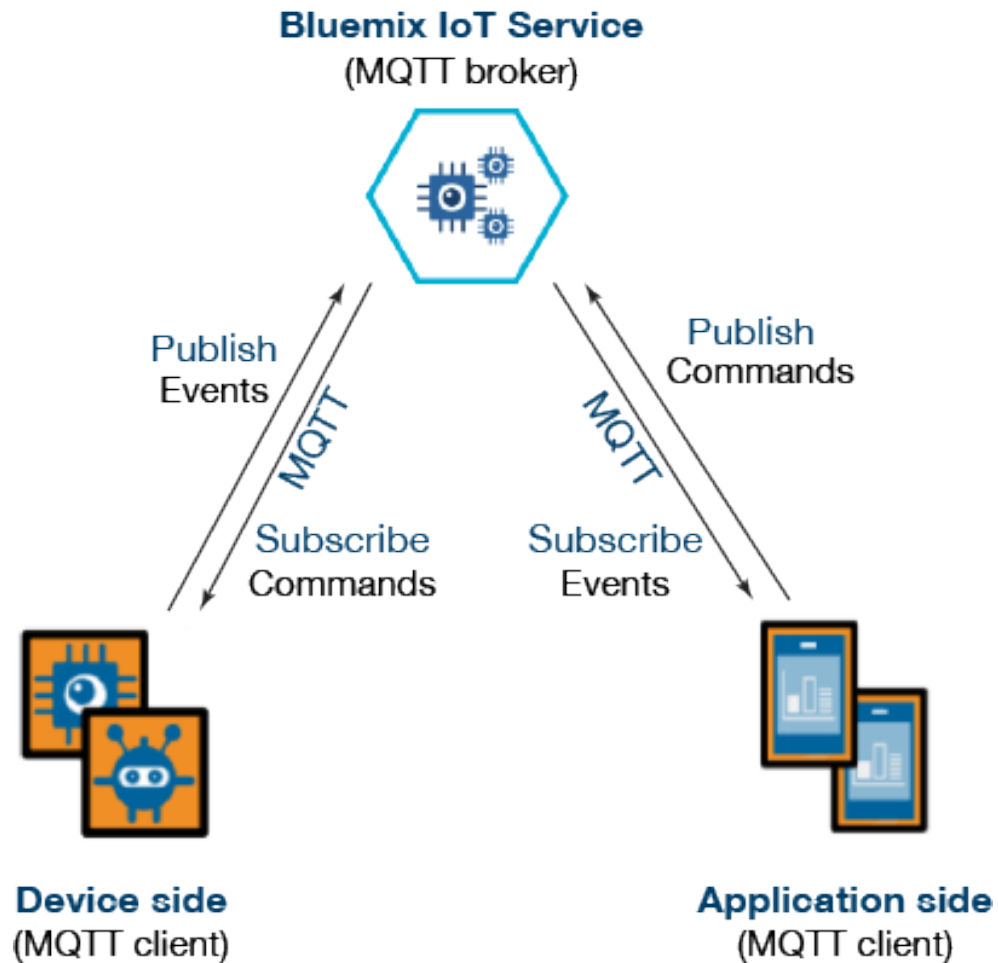 Bluemix IoT Service
(MQTT broker)
Publish
Events
MQTT
Subscribe
Commands
Publish
Commands
MQTT
Subscribe
Events
Device side
(MQTT client)
Application side
(MQTT client)